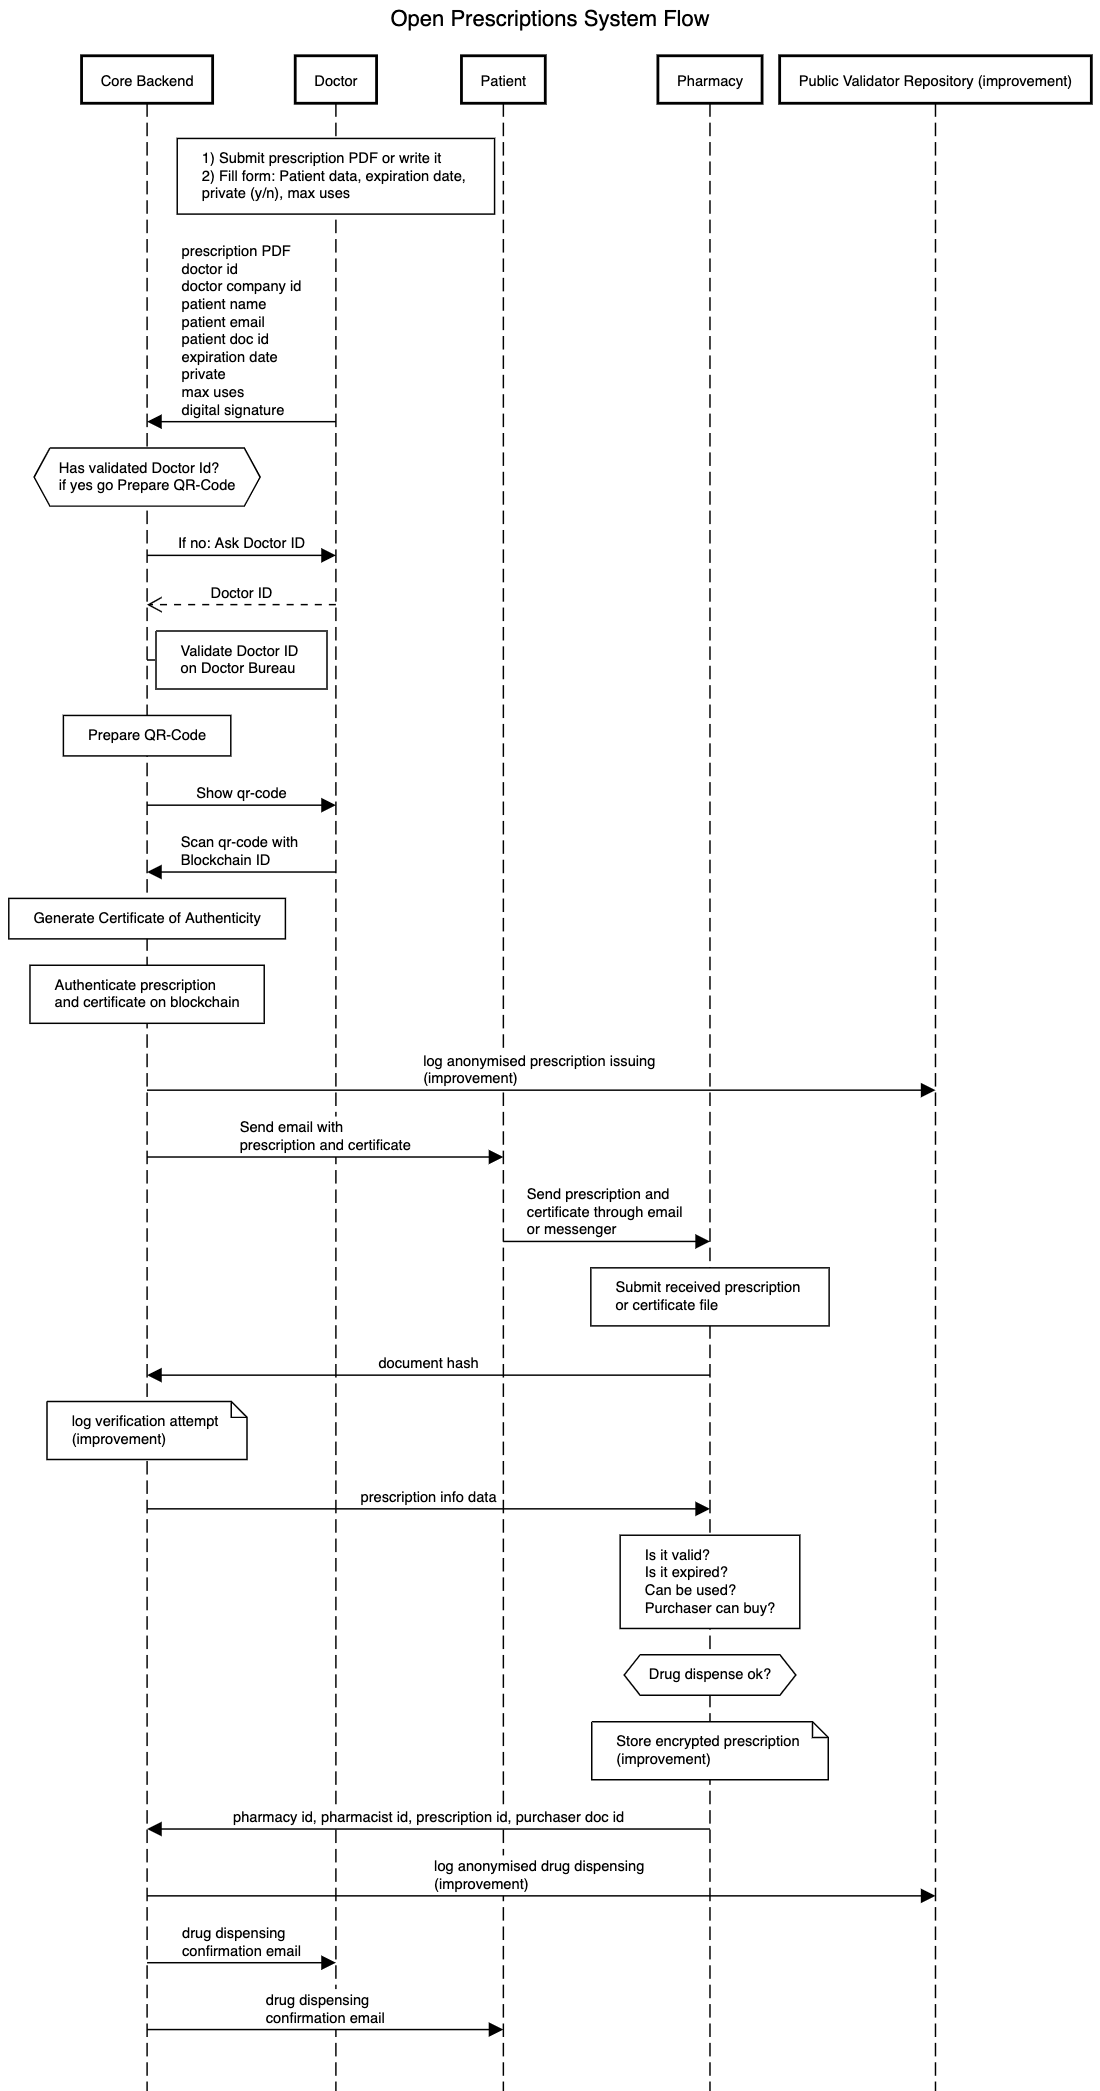 Open Prescriptions System Flow
Core Backend
Doctor
Patient
Pharmacy
Public Validator Repository (improvement)
1) Submit prescription PDF or write it
2) Fill form: Patient data, expiration date,
private (y/n), max uses
prescription PDF
doctor id
doctor company id
patient name
patient email
patient doc id
expiration date
private
max uses
digital signature
Has validated Doctor Id?
if yes go Prepare QR-Code
If no: Ask Doctor ID
Doctor ID
Validate Doctor ID
on Doctor Bureau
Prepare QR-Code
Show qr-code
Scan qr-code with
Blockchain ID
Generate Certificate of Authenticity
Authenticate prescription
and certificate on blockchain
log anonymised prescription issuing
(improvement)
Send email with
prescription and certificate
Send prescription and
certificate through email
or messenger
Submit received prescription
or certificate file
document hash
log verification attempt
(improvement)
prescription info data
Is it valid?
Is it expired?
Can be used?
Purchaser can buy?
Drug dispense ok?
Store encrypted prescription
(improvement)
pharmacy id, pharmacist id, prescription id, purchaser doc id
log anonymised drug dispensing
(improvement)
drug dispensing
confirmation email
drug dispensing
confirmation email